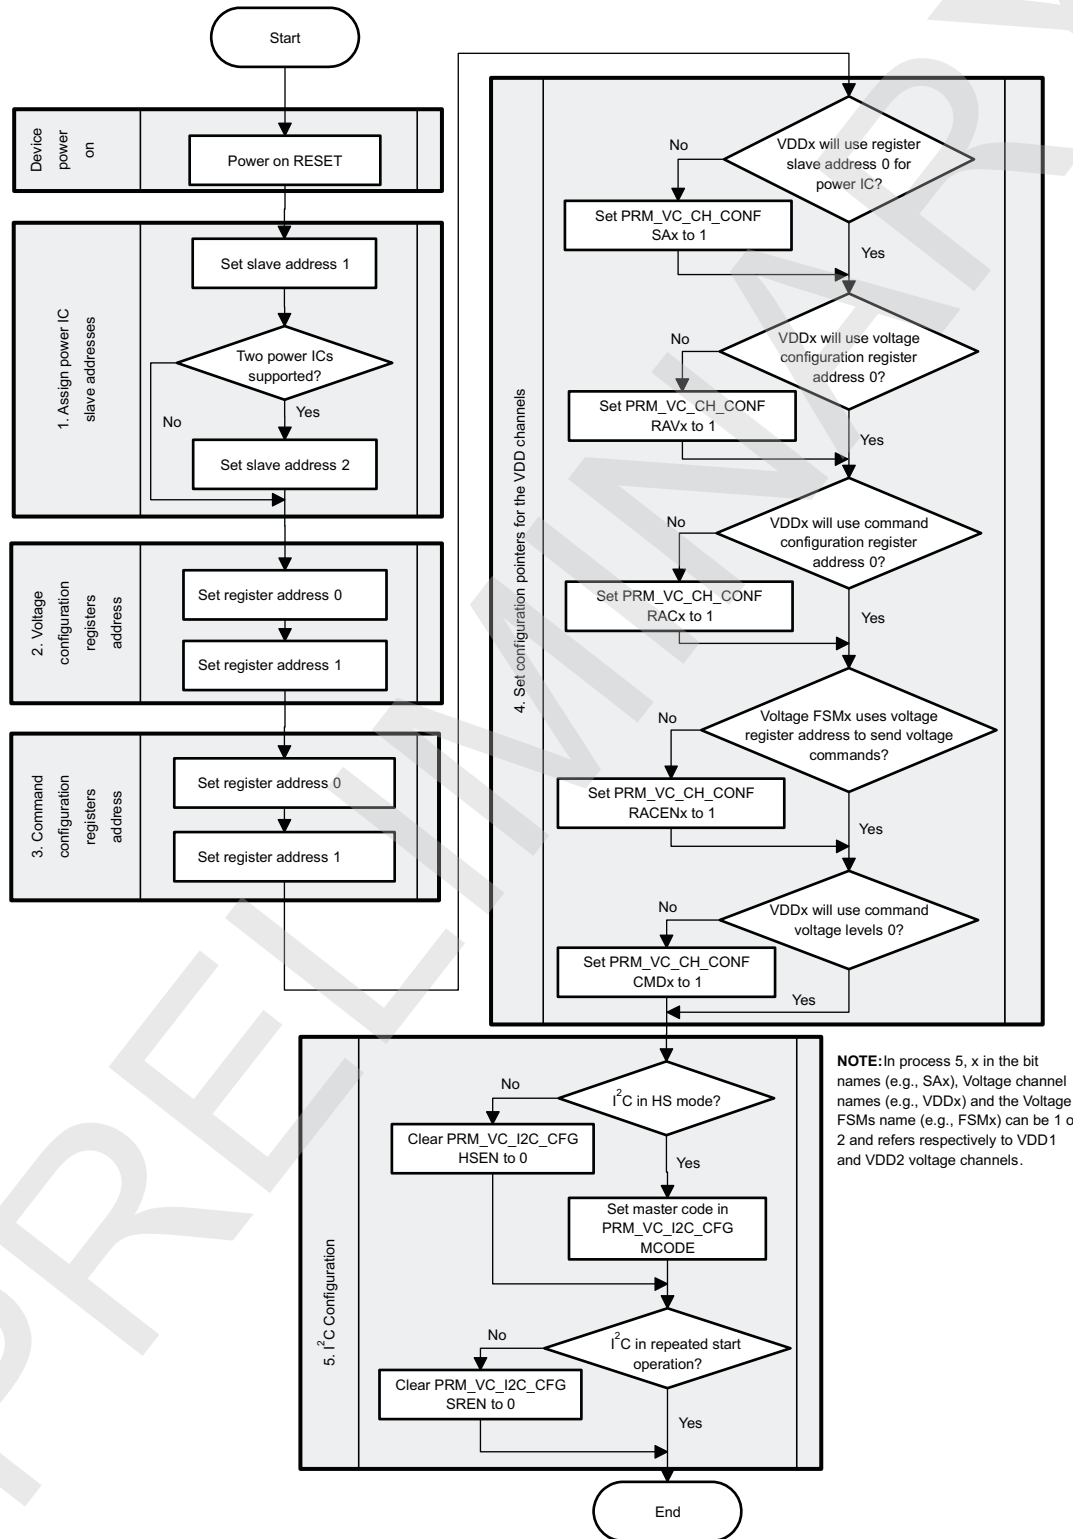 Start
Device
power
on
Power on RESET
1. Assign power IC
slave addresses
Set slave address 1
Two power ICs
supported?
No
Yes
Set slave address 2
2. Voltage
configuration
registers
address
Set register address 0
Set register address 1
3. Command
configuration
registers
address
Set register address 0
Set register address 1
4. Set configuration pointers for the VDD channels
VDDx will use register
slave address 0 for
power IC?
No
Set PRM_VC_CH_CONF
SAx to 1
Yes
VDDx will use voltage
configuration register
address 0?
No
Set PRM_VC_CH_CONF
RAVx to 1
Yes
VDDx will use command
configuration register
address 0?
No
Set PRM_VC_CH_CONF
RACx to 1
Yes
Voltage FSMx uses voltage
register address to send voltage
commands?
No
Set PRM_VC_CH_CONF
RACENx to 1
Yes
VDDx will use command
voltage levels 0?
No
Set PRM_VC_CH_CONF
CMDx to 1
Yes
5. I²C Configuration
I²C in HS mode?
No
Clear PRM_VC_I2C_CFG
HSEN to 0
Yes
Set master code in
PRM_VC_I2C_CFG
MCODE
I²C in repeated start
operation?
No
Clear PRM_VC_I2C_CFG
SREN to 0
Yes
End
NOTE: In process 5, x in the bit
names (e.g., SAx), Voltage channel
names (e.g., VDDx) and the Voltage
FSMs name (e.g., FSMx) can be 1 o
2 and refers respectively to VDD1
and VDD2 voltage channels.
PRELIMINARY